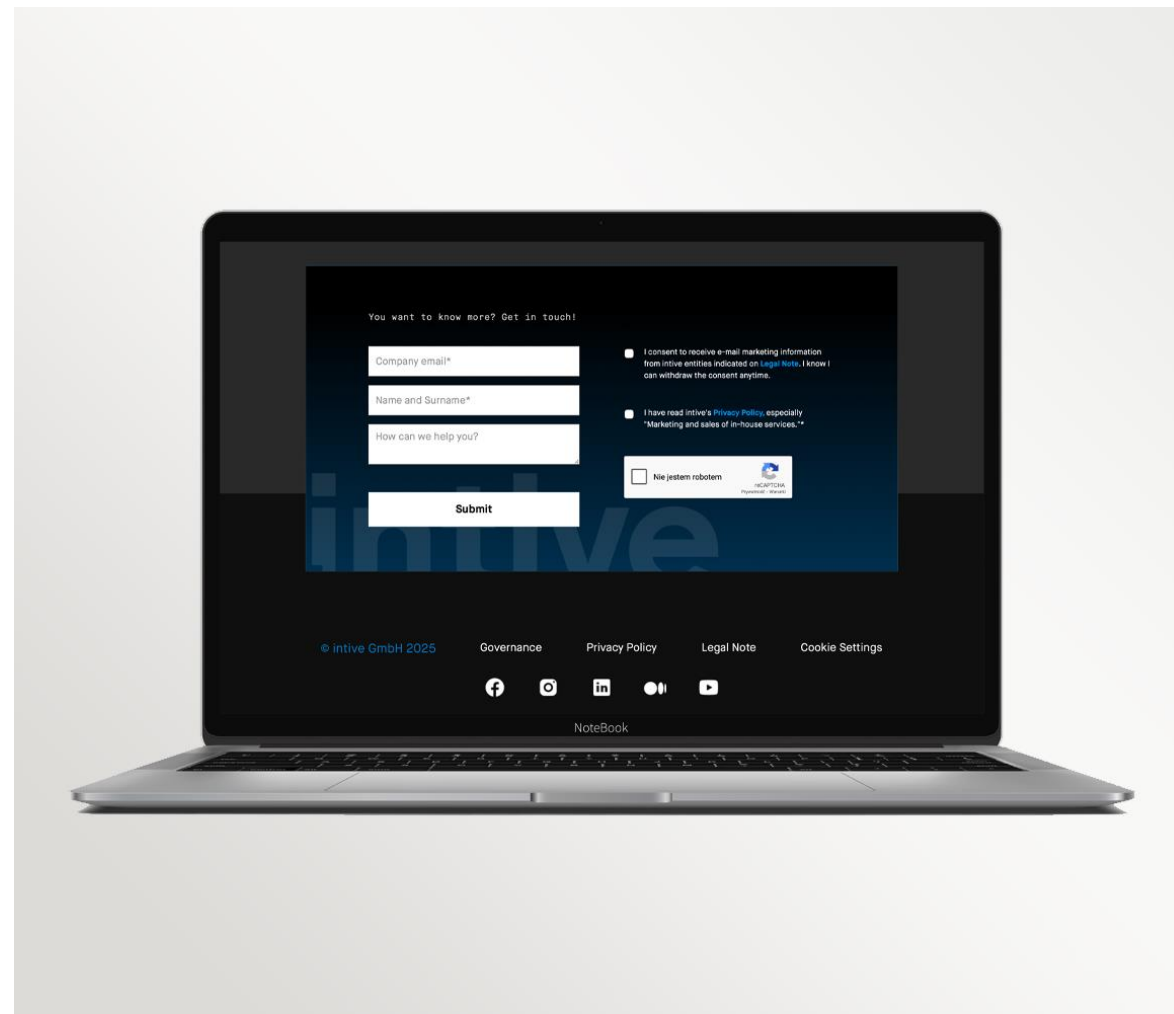 You want to know more? Get in touch!
Company email*
Name and Surname*
How can we help you?
Submit
I consent to receive e-mail marketing information
from intive entities indicated on Legal Note. I know I
can withdraw the consent anytime.
I have read intive's Privacy Policy, especially
"Marketing and sales of in-house services."*
Nie jestem robotem
reCAPTCHA
Prywatność - Warunki
intive
© intive GmbH 2025
Governance
Privacy Policy
Legal Note
Cookie Settings
in
NoteBook